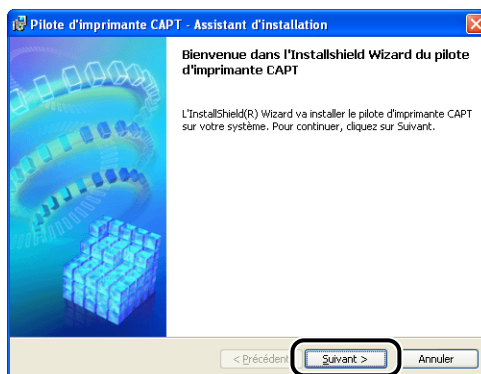 Pilote d'imprimante CAPT - Assistant d'installation
Bienvenue dans l'Installshield Wizard du pilote
d'imprimante CAPT
L'InstallShield(R) Wizard va installer le pilote d'imprimante CAPT
sur votre système. Pour continuer, cliquez sur Suivant.
< Précédent Suivant > Annuler